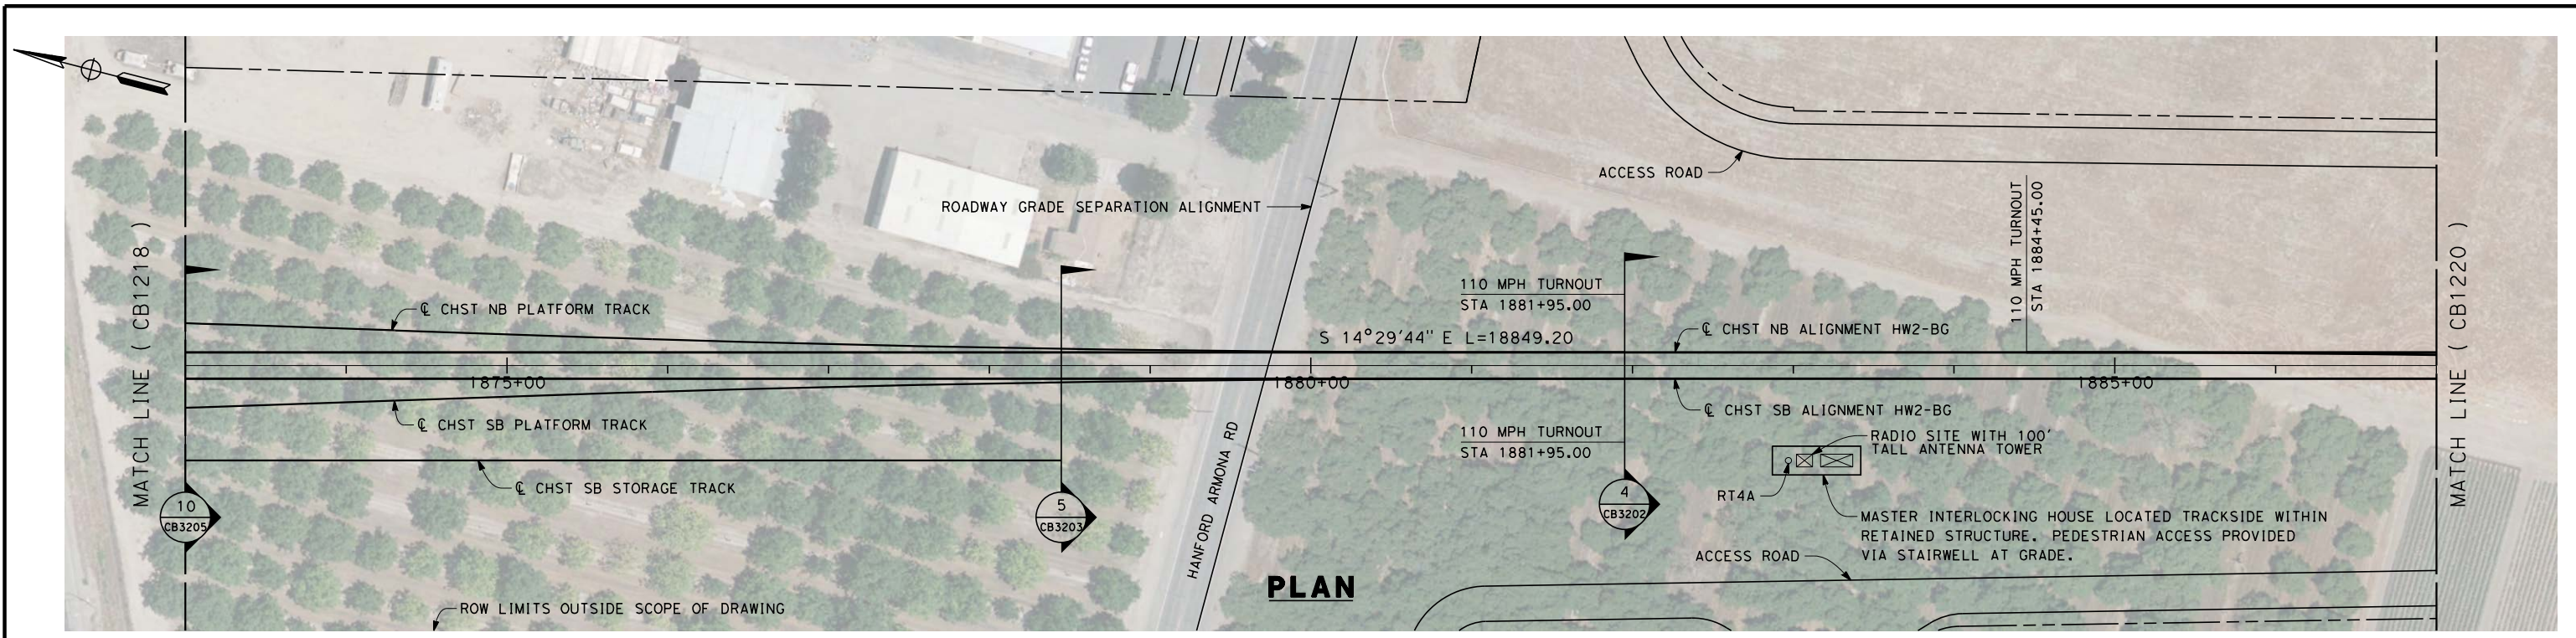 MATCH LINE ( CB1218 )
ACCESS ROAD
ROADWAY GRADE SEPARATION ALIGNMENT
110 MPH TURNOUT
STA 1884+45.00
MATCH LINE ( CB1220 )
110 MPH TURNOUT
STA 1881+95.00
℄ CHST NB PLATFORM TRACK
S 14°29'44" E L=18849.20
℄ CHST NB ALIGNMENT HW2-BG
1875+00
1880+00
1885+00
℄ CHST SB PLATFORM TRACK
℄ CHST SB ALIGNMENT HW2-BG
110 MPH TURNOUT
STA 1881+95.00
RADIO SITE WITH 100'
TALL ANTENNA TOWER
℄ CHST SB STORAGE TRACK
RT4A
10
CB3205
5
CB3203
4
CB3202
HANFORD ARMONA RD
MASTER INTERLOCKING HOUSE LOCATED TRACKSIDE WITHIN
RETAINED STRUCTURE. PEDESTRIAN ACCESS PROVIDED
VIA STAIRWELL AT GRADE.
ACCESS ROAD
PLAN
ROW LIMITS OUTSIDE SCOPE OF DRAWING